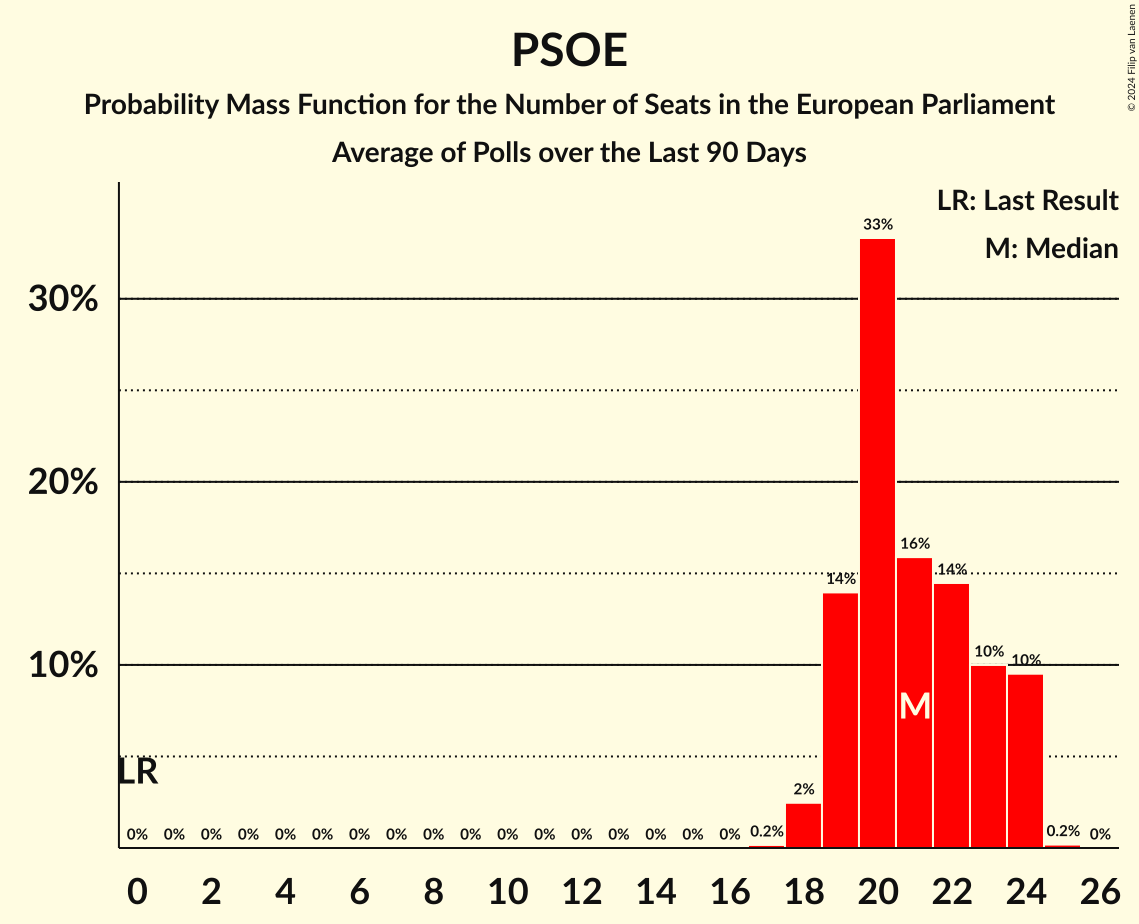 PSOE
Probability Mass Function for the Number of Seats in the European Parliament
Average of Polls over the Last 90 Days
© 2024 Filip van Laenen
LR: Last Result
M: Median
33%
30%
20%
16%
14%
14%
10%
10%
10%
M
LR
2%
0% 0% 0% 0% 0% 0% 0% 0% 0% 0% 0% 0% 0% 0% 0% 0% 0% 0.2% 0.2% 0%
0 2 4 6 8 10 12 14 16 18 20 22 24 26